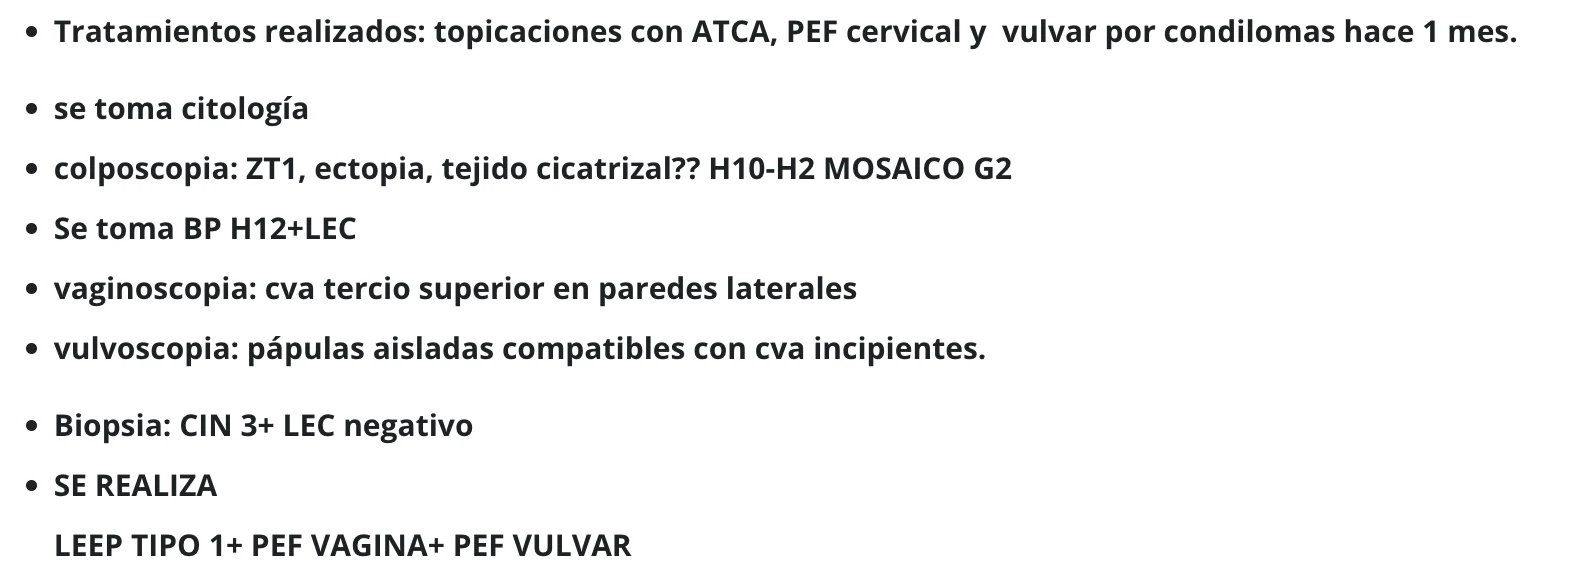 • Tratamientos realizados: topicaciones con ATCA, PEF cervical y  vulvar por condilomas hace 1 mes.
• se toma citología
• colposcopia: ZT1, ectopia, tejido cicatrizal?? H10-H2 MOSAICO G2
• Se toma BP H12+LEC
• vaginoscopia: cva tercio superior en paredes laterales
• vulvoscopia: pápulas aisladas compatibles con cva incipientes.
• Biopsia: CIN 3+ LEC negativo
• SE REALIZA
LEEP TIPO 1+ PEF VAGINA+ PEF VULVAR